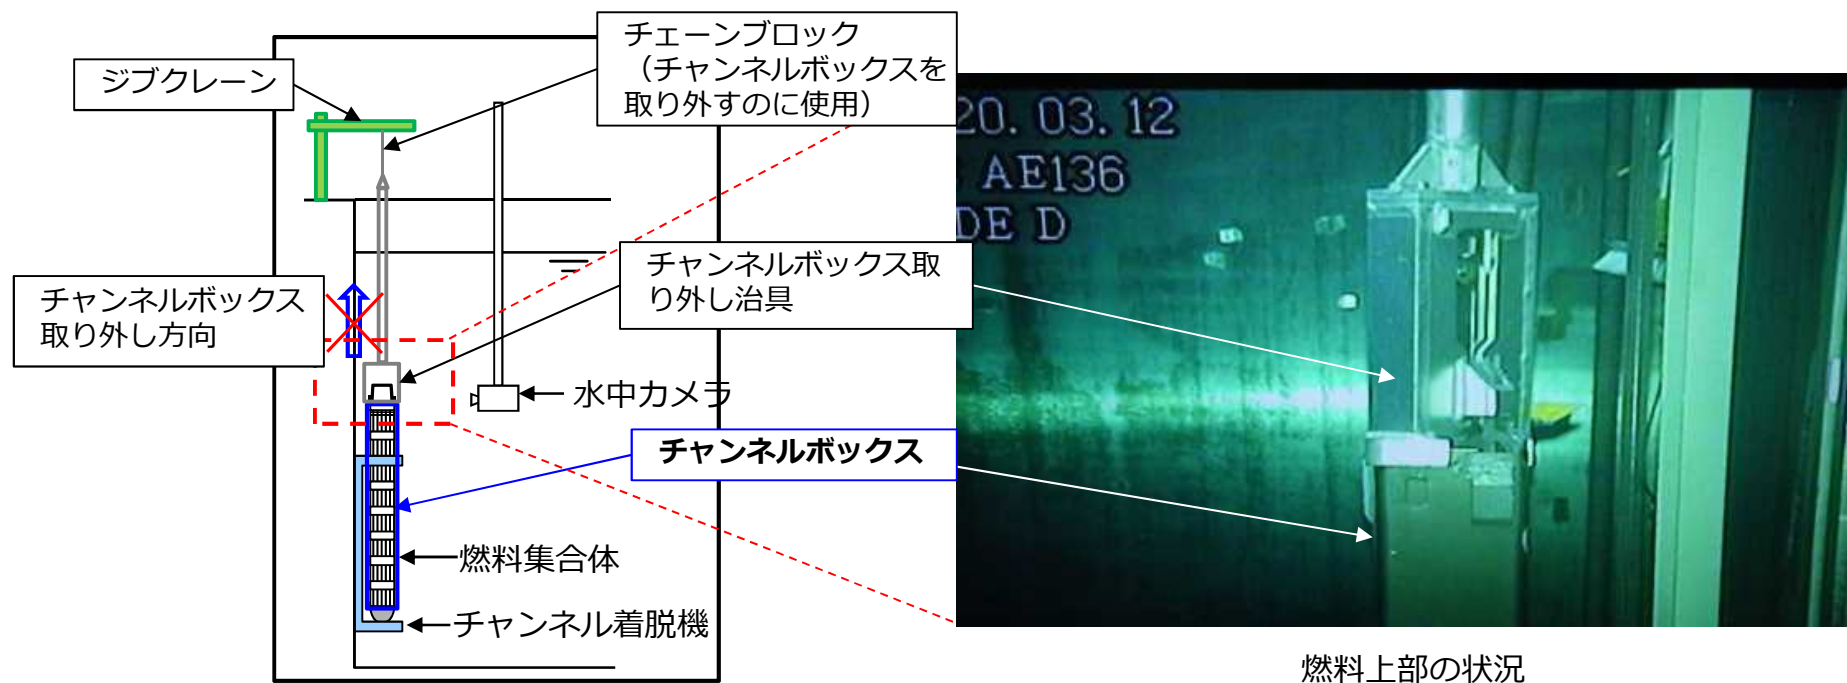 ジブクレーン
チェーンブロック
（チャンネルボックスを
取り外すのに使用）
チャンネルボックス
取り外し方向
チャンネルボックス取
り外し治具
水中カメラ
チャンネルボックス
燃料集合体
チャンネル着脱機
20. 03. 12
AE136
DE D
燃料上部の状況